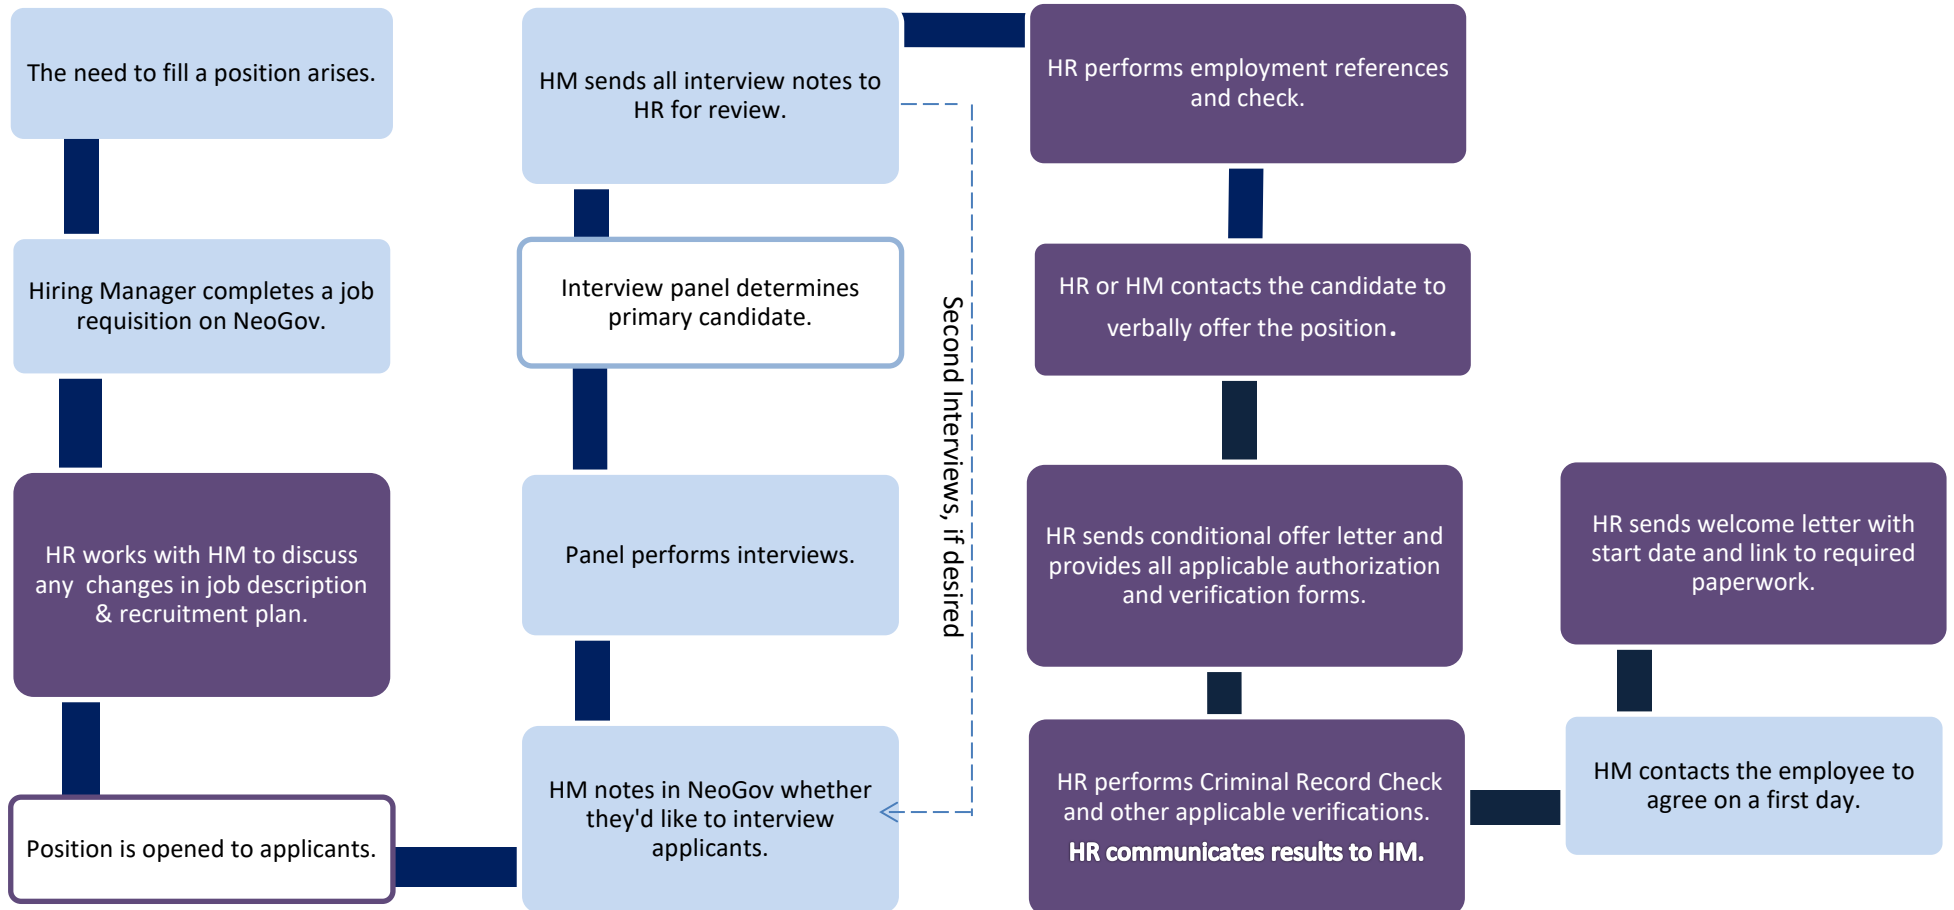 The need to fill a position arises.
Hiring Manager completes a job
requisition on NeoGov.
HR works with HM to discuss
any  changes in job description
& recruitment plan.
Position is opened to applicants.
HM notes in NeoGov whether
they'd like to interview
applicants.
Panel performs interviews.
Interview panel determines
primary candidate.
HM sends all interview notes to
HR for review.
Second Interviews, if desired
HR performs employment references
and check.
HR or HM contacts the candidate to
verbally offer the position.
HR sends conditional offer letter and
provides all applicable authorization
and verification forms.
HR performs Criminal Record Check
and other applicable verifications.
HR communicates results to HM.
HM contacts the employee to
agree on a first day.
HR sends welcome letter with
start date and link to required
paperwork.